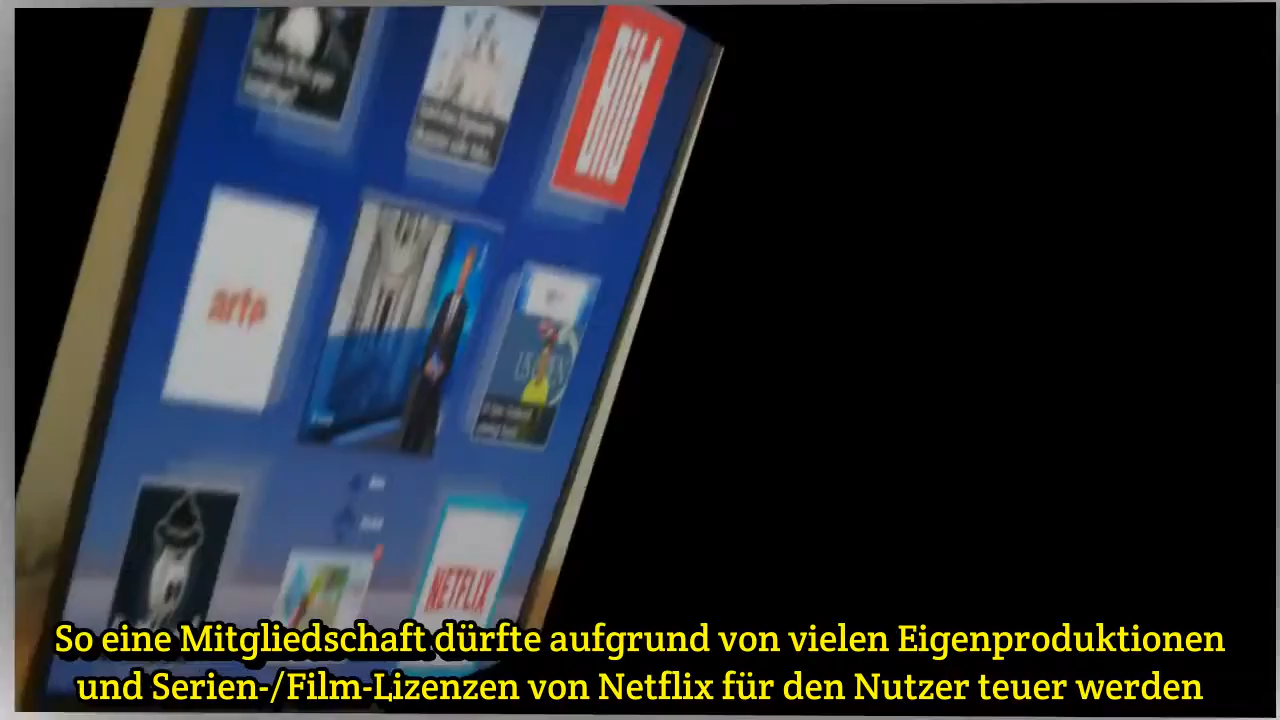 Bild
arte
NETFLIX
So eine Mitgliedschaft dürfte aufgrund von vielen Eigenproduktionen
und Serien-/Film-Lizenzen von Netflix für den Nutzer teuer werden